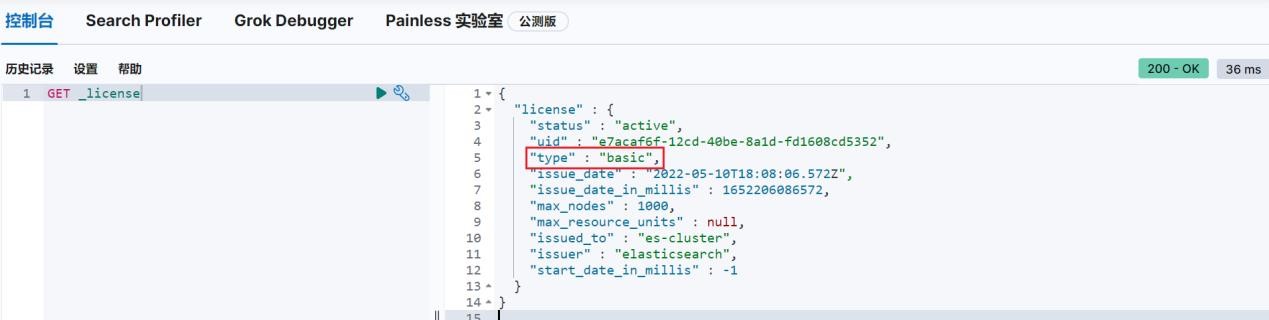 控制台 Search Profiler Grok Debugger Painless 实验室 公测版
历史记录 设置 帮助 200 - OK 36 ms
1 GET _license
1 {
2 "license" : {
3 "status" : "active",
4 "uid" : "e7acaf6f-12cd-40be-8a1d-fd1608cd5352",
5 "type" : "basic",
6 "issue_date" : "2022-05-10T18:08:06.572Z",
7 "issue_date_in_millis" : 1652206086572,
8 "max_nodes" : 1000,
9 "max_resource_units" : null,
10 "issued_to" : "es-cluster",
11 "issuer" : "elasticsearch",
12 "start_date_in_millis" : -1
13 }
14 }
15